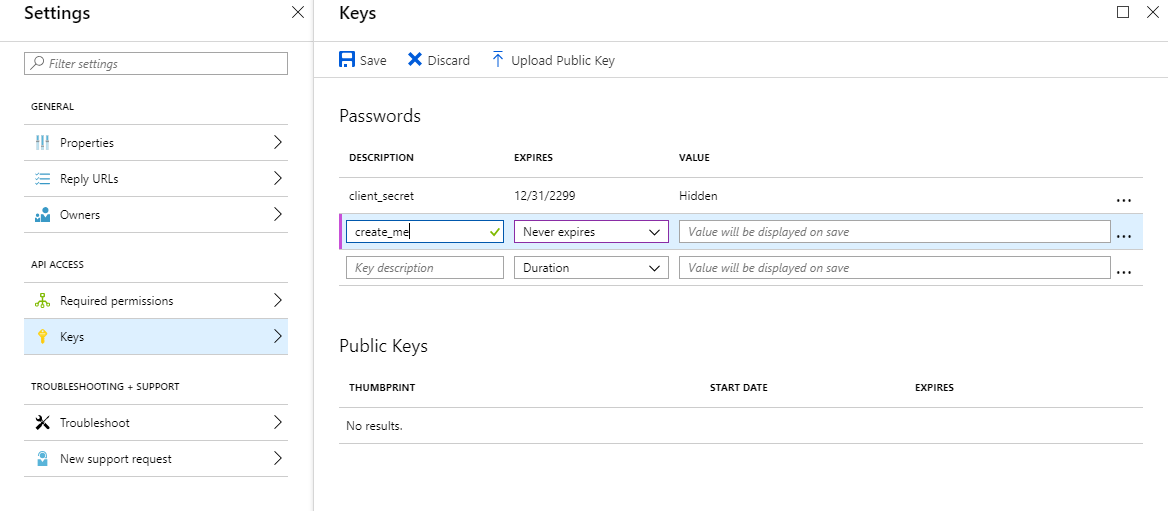 Settings
Filter settings
GENERAL
Properties
Reply URLs
Owners
API ACCESS
Required permissions
Keys
TROUBLESHOOTING + SUPPORT
Troubleshoot
New support request
Keys
Save Discard Upload Public Key
Passwords
DESCRIPTION EXPIRES VALUE
client_secret 12/31/2299 Hidden ...
create_me Never expires Value will be displayed on save ...
Key description Duration Value will be displayed on save ...
Public Keys
THUMBPRINT START DATE EXPIRES
No results.